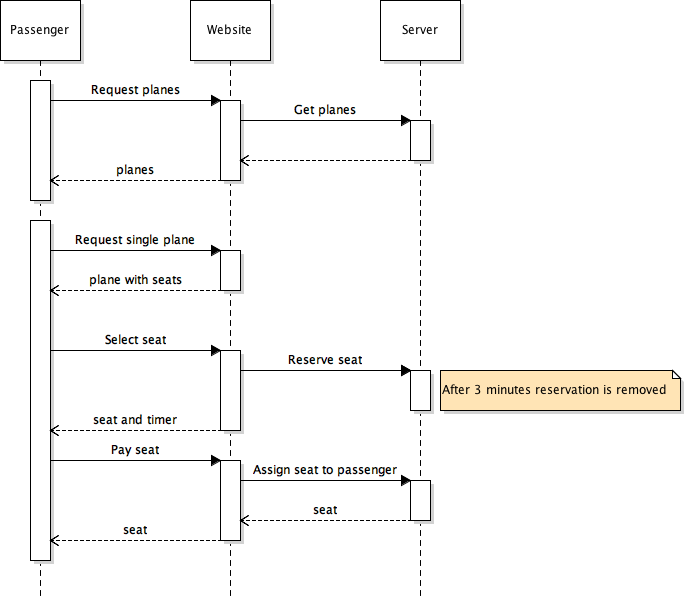 Passenger
Website
Server
Request planes
Get planes
planes
Request single plane
plane with seats
Select seat
Reserve seat
After 3 minutes reservation is removed
seat and timer
Pay seat
Assign seat to passenger
seat
seat